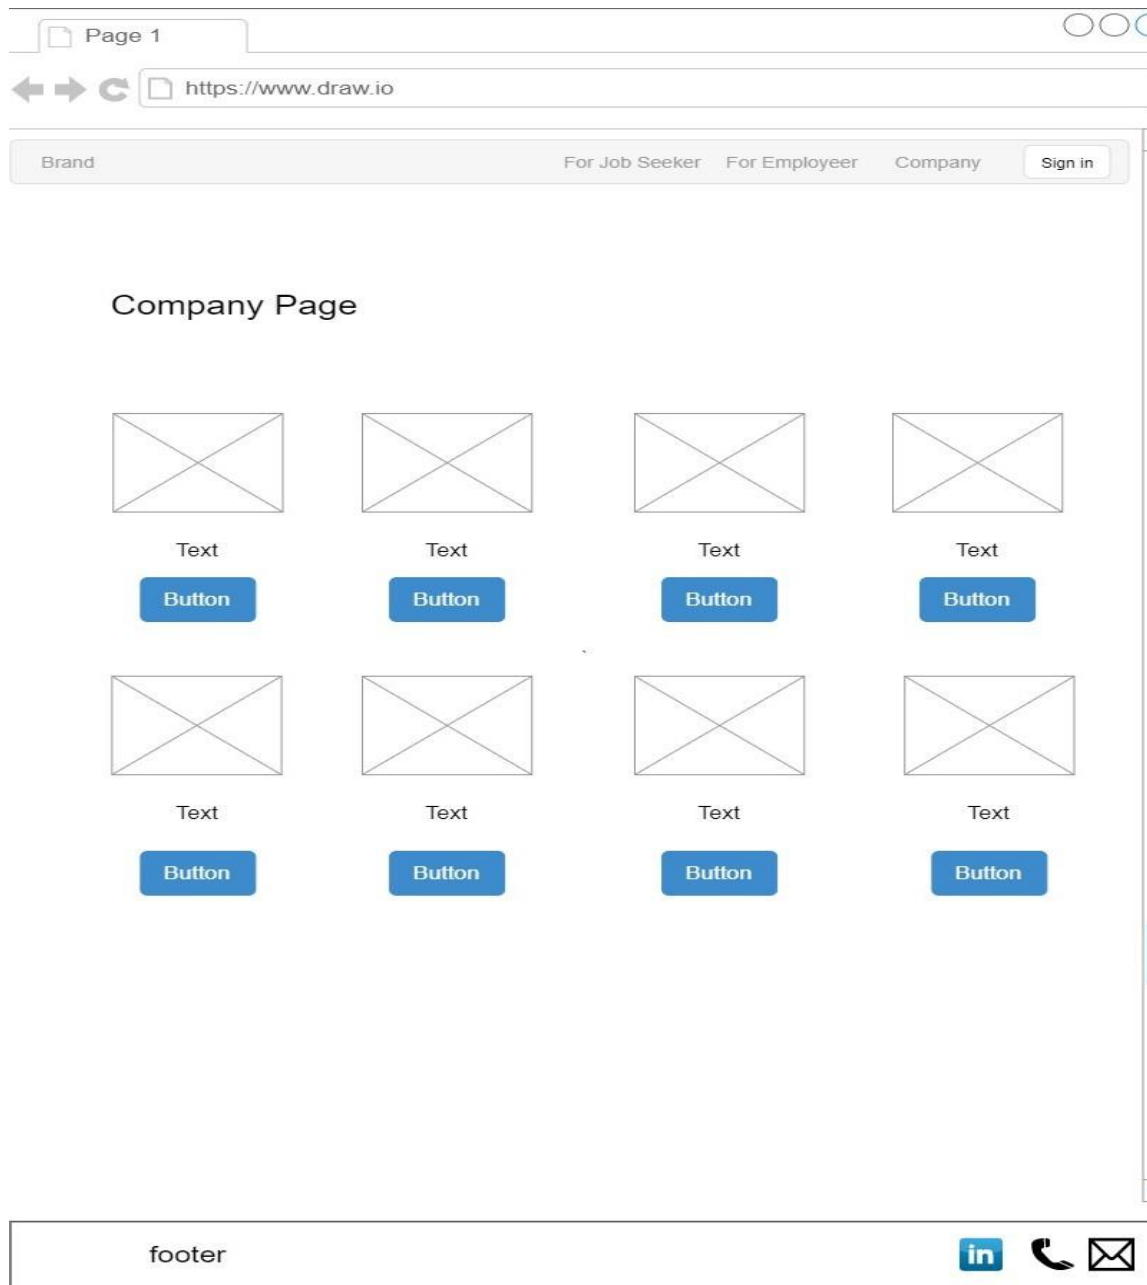 Page 1
https://www.draw.io
Brand For Job Seeker For Employeer Company Sign in
Company Page
Text Text Text Text
Button Button Button Button
`
Text Text Text Text
Button Button Button Button
footer in